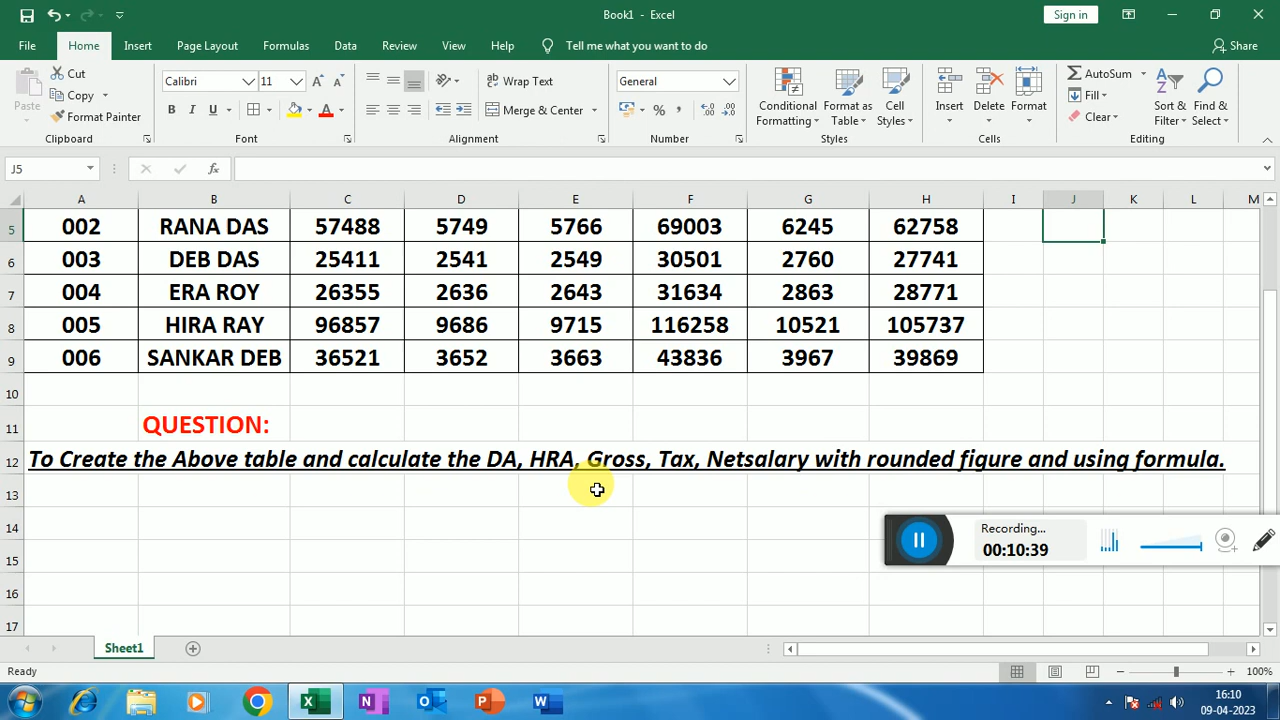 Book1 - Excel
Sign in
File Home Insert Page Layout Formulas Data Review View Help Tell me what you want to do Share
Paste Cut Copy Format Painter Clipboard
Calibri 11 B I U Font
Wrap Text Merge & Center Alignment
General % , Number
Conditional Formatting Format as Table Cell Styles Styles
Insert Delete Format Cells
AutoSum Fill Clear Sort & Filter Find & Select Editing
J5 fx
A B C D E F G H I J K L M
5 002 RANA DAS 57488 5749 5766 69003 6245 62758
6 003 DEB DAS 25411 2541 2549 30501 2760 27741
7 004 ERA ROY 26355 2636 2643 31634 2863 28771
8 005 HIRA RAY 96857 9686 9715 116258 10521 105737
9 006 SANKAR DEB 36521 3652 3663 43836 3967 39869
10
11 QUESTION:
12 To Create the Above table and calculate the DA, HRA, Gross, Tax, Netsalary with rounded figure and using formula.
13
14
15
16
17
Recording...
00:10:39
Sheet1
Ready 100%
16:10
09-04-2023